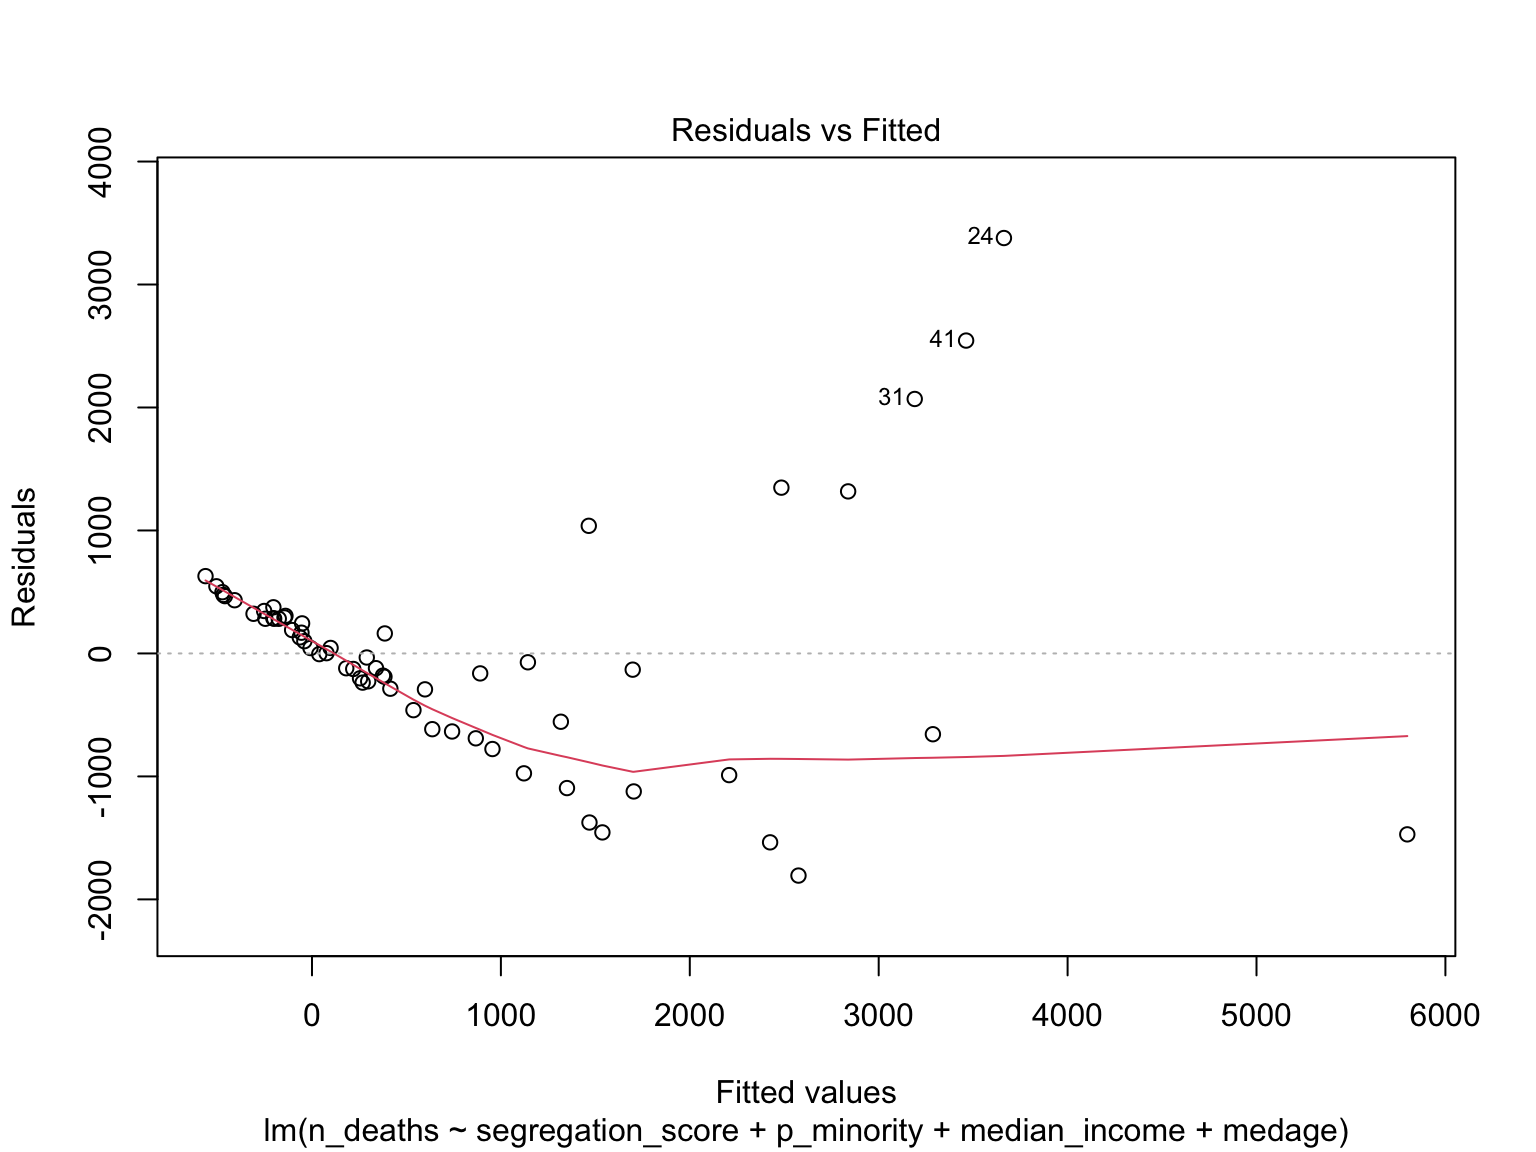 Residuals vs Fitted
4000
3000
2000
1000
0
-1000
-2000
Residuals
24
41
31
0 1000 2000 3000 4000 5000 6000
Fitted values
lm(n_deaths ~ segregation_score + p_minority + median_income + medage)